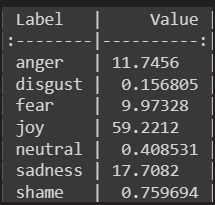 Label   |     Value
:--------|----------:
anger   | 11.7456
disgust |  0.156805
fear    |  9.97328
joy     | 59.2212
neutral |  0.408531
sadness | 17.7082
shame   |  0.759694